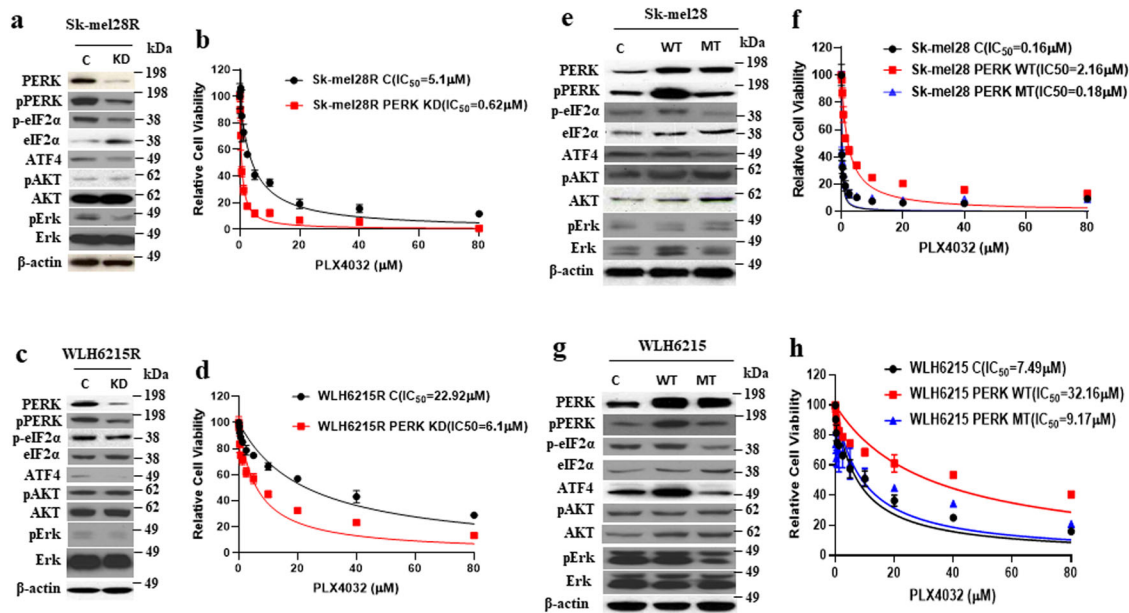 a
Sk-mel28R
C KD kDa
PERK 198
pPERK 198
p-eIF2α 38
eIF2α 38
ATF4 49
pAKT 62
AKT 62
pErk 49
Erk 49
β-actin 49
b
Sk-mel28R C(IC50=5.1μM)
Sk-mel28R PERK KD(IC50=0.62μM)
Relative Cell Viability
120
100
80
60
40
20
0
0 20 40 60 80
PLX4032 (μM)
e
Sk-mel28
C WT MT kDa
PERK 198
pPERK 198
p-eIF2α 38
eIF2α 38
ATF4 49
pAKT 62
AKT 62
pErk 49
Erk 49
β-actin 49
f
Sk-mel28 C(IC50=0.16μM)
Sk-mel28 PERK WT(IC50=2.16μM)
Sk-mel28 PERK MT(IC50=0.18μM)
Relative Cell Viability
120
100
80
60
40
20
0
0 20 40 60 80
PLX4032 (μM)
c
WLH6215R
C KD kDa
PERK 198
pPERK 198
p-eIF2α 38
eIF2α 38
ATF4 49
pAKT 62
AKT 62
pErk 49
Erk 49
β-actin 49
d
WLH6215R C(IC50=22.92μM)
WLH6215R PERK KD(IC50=6.1μM)
Relative Cell Viability
120
100
80
60
40
20
0
0 20 40 60 80
PLX4032 (μM)
g
WLH6215
C WT MT kDa
PERK 198
pPERK 198
p-eIF2α 38
eIF2α 38
ATF4 49
pAKT 62
AKT 62
pErk 49
Erk 49
β-actin 49
h
WLH6215 C(IC50=7.49μM)
WLH6215 PERK WT(IC50=32.16μM)
WLH6215 PERK MT(IC50=9.17μM)
Relative Cell Viability
120
100
80
60
40
20
0
0 20 40 60 80
PLX4032 (μM)